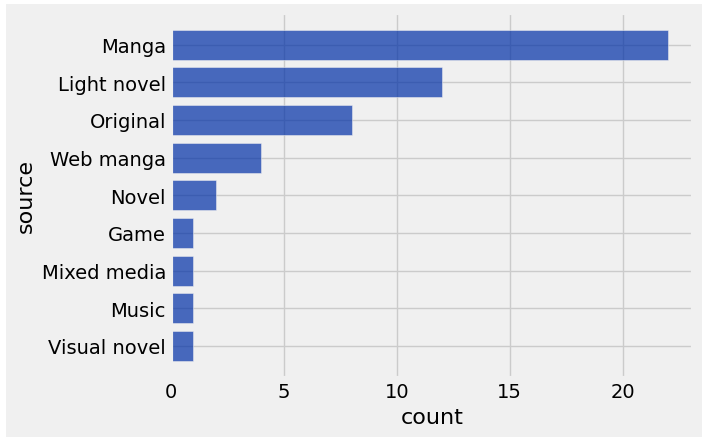 Manga
Light novel
Original
Web manga
Novel
Game
Mixed media
Music
Visual novel
source
0 5 10 15 20
count